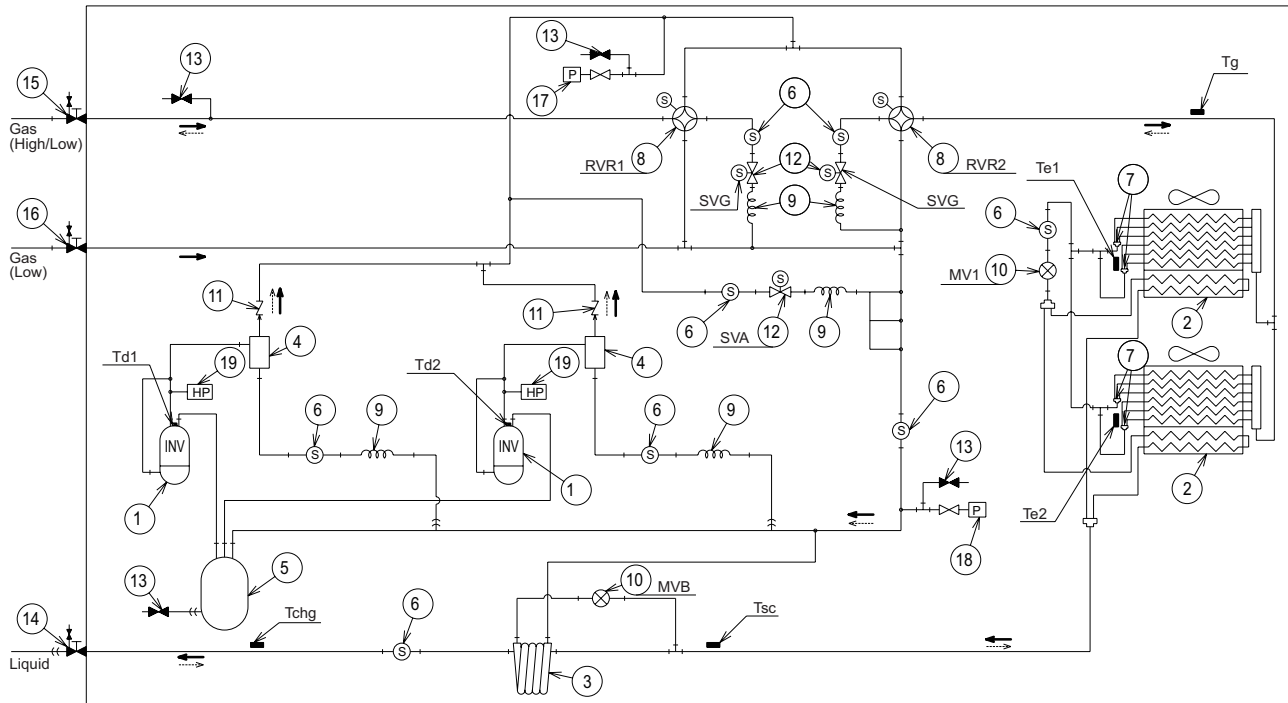 13
13
15
P
17
S
6
S
Tg
Gas
(High/Low)
S
S
RVR1
8
12
8
RVR2
Te1
7
S
S
16
SVG
9
SVG
6
S
Gas
(Low)
MV1
10
11
11
S
S
6
12
9
SVA
2
4
4
Td1
19
Td2
19
7
HP
HP
6
6
9
6
9
S
INV
S
INV
S
13
1
1
Te2
2
P
18
5
13
10
MVB
14
Tchg
6
Tsc
Liquid
S
3